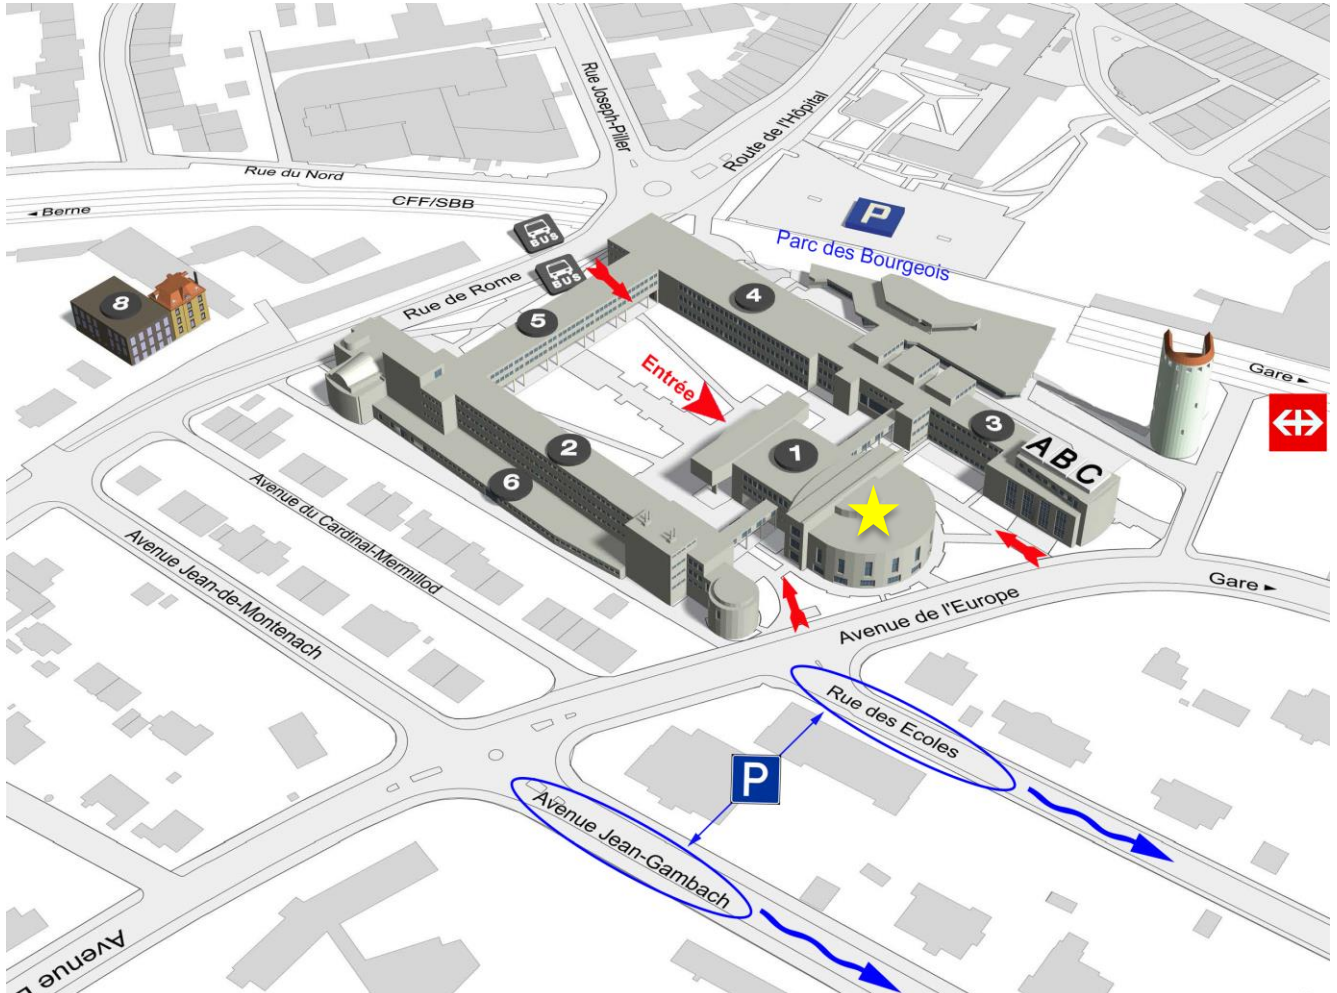 Rue Joseph-Piller
Route de l'Hôpital
Rue du Nord
CFF/SBB
◄ Berne
P
Parc des Bourgeois
BUS
BUS
Rue de Rome
8
4
5
Entrée
Gare ►
3
ABC
1
2
6
Avenue du Cardinal-Mermillod
Avenue Jean-de-Montenach
Gare ►
Avenue de l'Europe
Rue des Ecoles
P
Avenue Jean-Gambach
Avenue